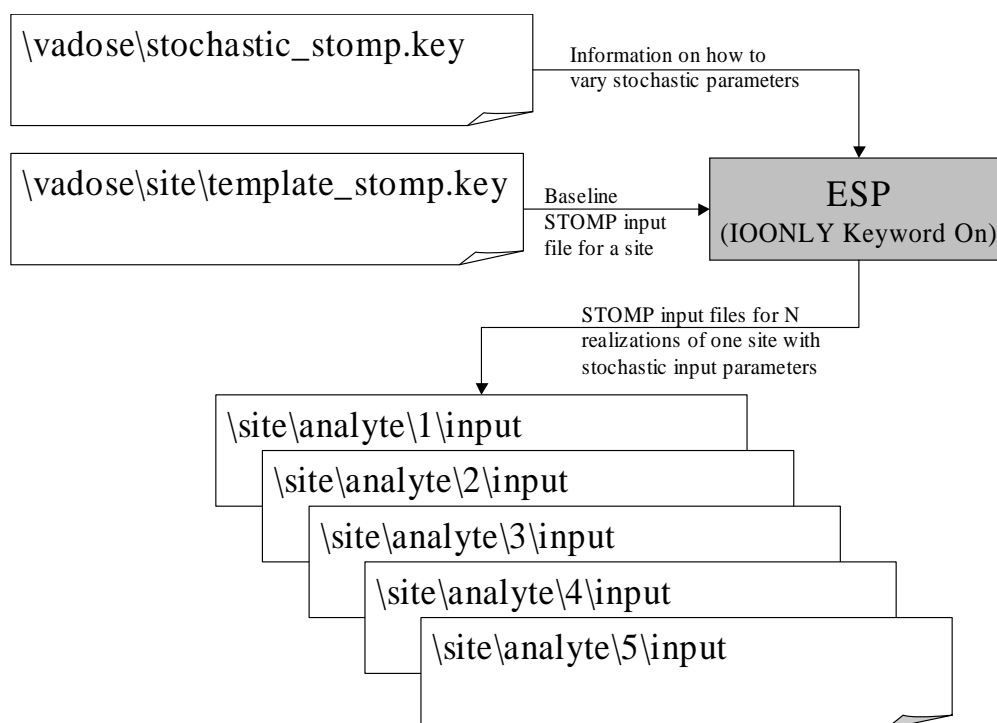 \vadose\stochastic_stomp.key
Information on how to
vary stochastic parameters
\vadose\site\template_stomp.key
Baseline
STOMP input
file for a site
ESP
(IOONLY Keyword On)
STOMP input files for N
realizations of one site with
stochastic input parameters
\site\analyte\1\input
\site\analyte\2\input
\site\analyte\3\input
\site\analyte\4\input
\site\analyte\5\input